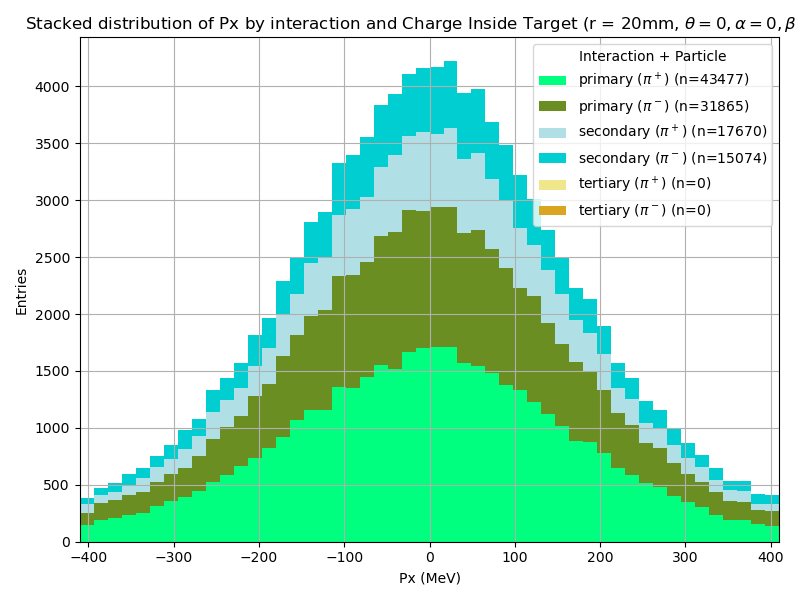 Stacked distribution of Px by interaction and Charge Inside Target (r = 20mm, θ = 0, α = 0, β
Interaction + Particle
primary (π⁺) (n=43477)
primary (π⁻) (n=31865)
secondary (π⁺) (n=17670)
secondary (π⁻) (n=15074)
tertiary (π⁺) (n=0)
tertiary (π⁻) (n=0)
Entries
4000
3500
3000
2500
2000
1500
1000
500
0
−400 −300 −200 −100 0 100 200 300 400
Px (MeV)